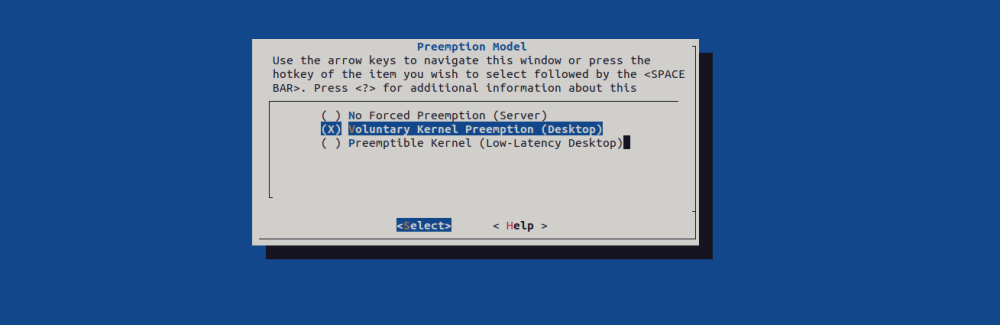 Preemption Model
Use the arrow keys to navigate this window or press the
hotkey of the item you wish to select followed by the <SPACE
BAR>. Press <?> for additional information about this
( ) No Forced Preemption (Server)
(X) Voluntary Kernel Preemption (Desktop)
( ) Preemptible Kernel (Low-Latency Desktop)
<Select> < Help >